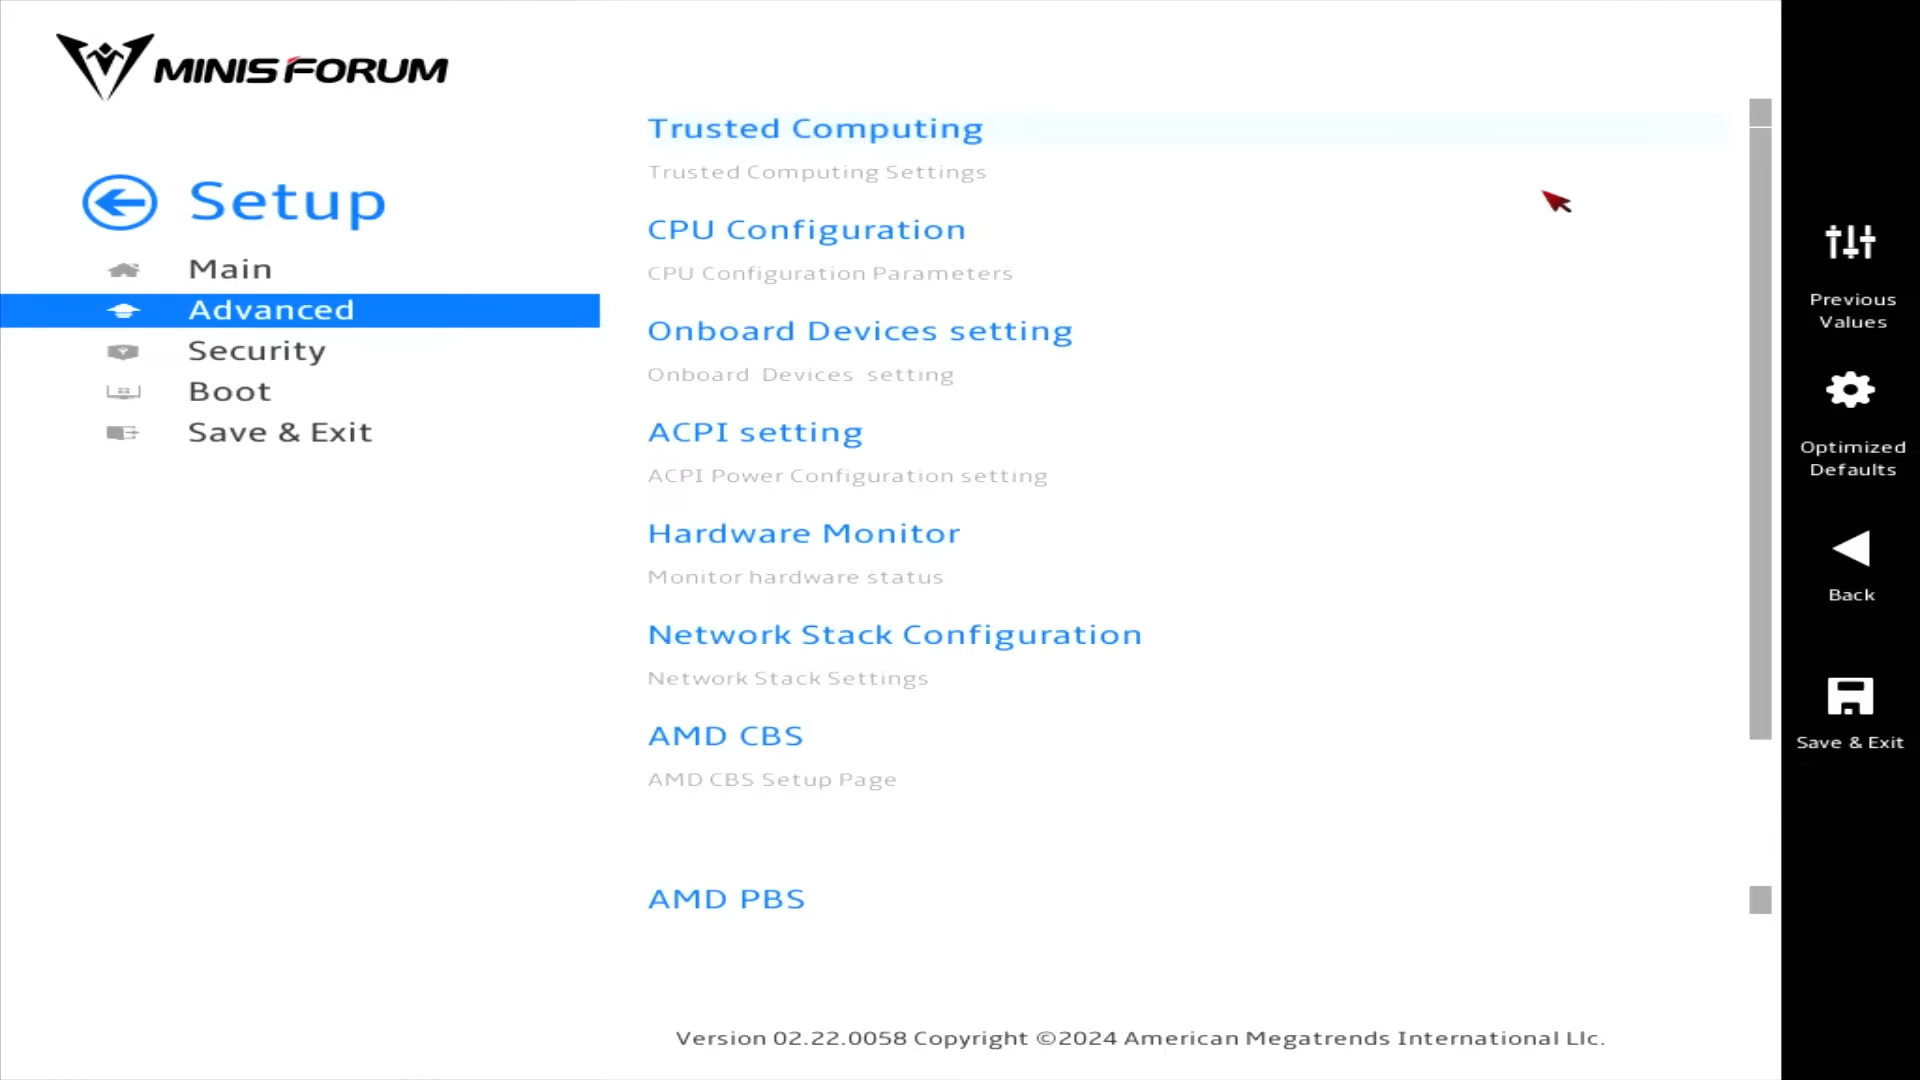 MINISFORUM
Setup
Main
Advanced
Security
Boot
Save & Exit
Trusted Computing
Trusted Computing Settings
CPU Configuration
CPU Configuration Parameters
Onboard Devices setting
Onboard Devices setting
ACPI setting
ACPI Power Configuration setting
Hardware Monitor
Monitor hardware status
Network Stack Configuration
Network Stack Settings
AMD CBS
AMD CBS Setup Page
AMD PBS
Previous
Values
Optimized
Defaults
Back
Save & Exit
Version 02.22.0058 Copyright ©2024 American Megatrends International Llc.